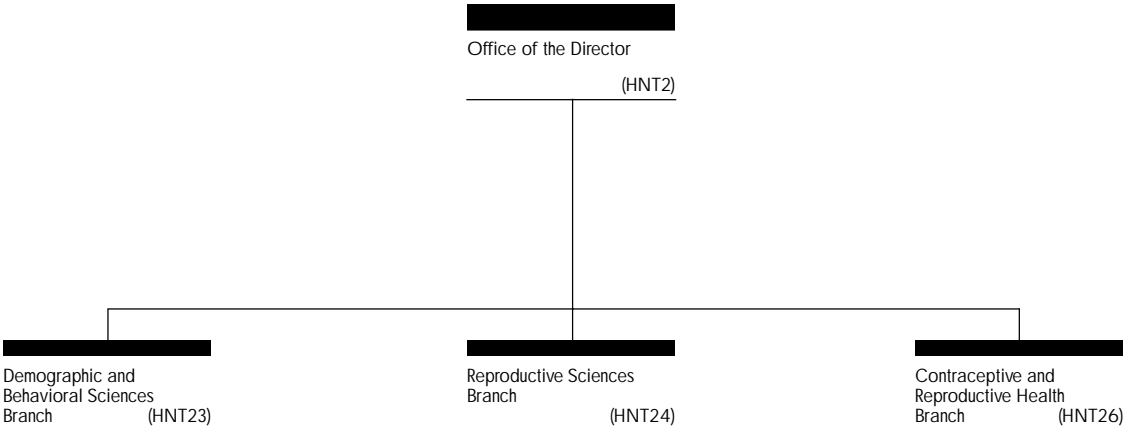 Office of the Director
(HNT2)
Demographic and
Behavioral Sciences
Branch (HNT23)
Reproductive Sciences
Branch
(HNT24)
Contraceptive and
Reproductive Health
Branch (HNT26)